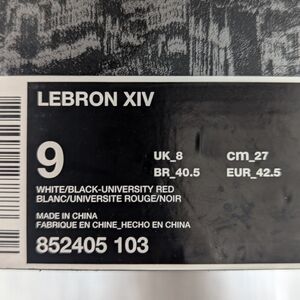 LEBRON XIV
9
UK_8 cm_27
BR_40.5 EUR_42.5
WHITE/BLACK-UNIVERSITY RED
BLANC/UNIVERSITE ROUGE/NOIR
MADE IN CHINA
FABRIQUE EN CHINE_HECHO EN CHINA
852405 103